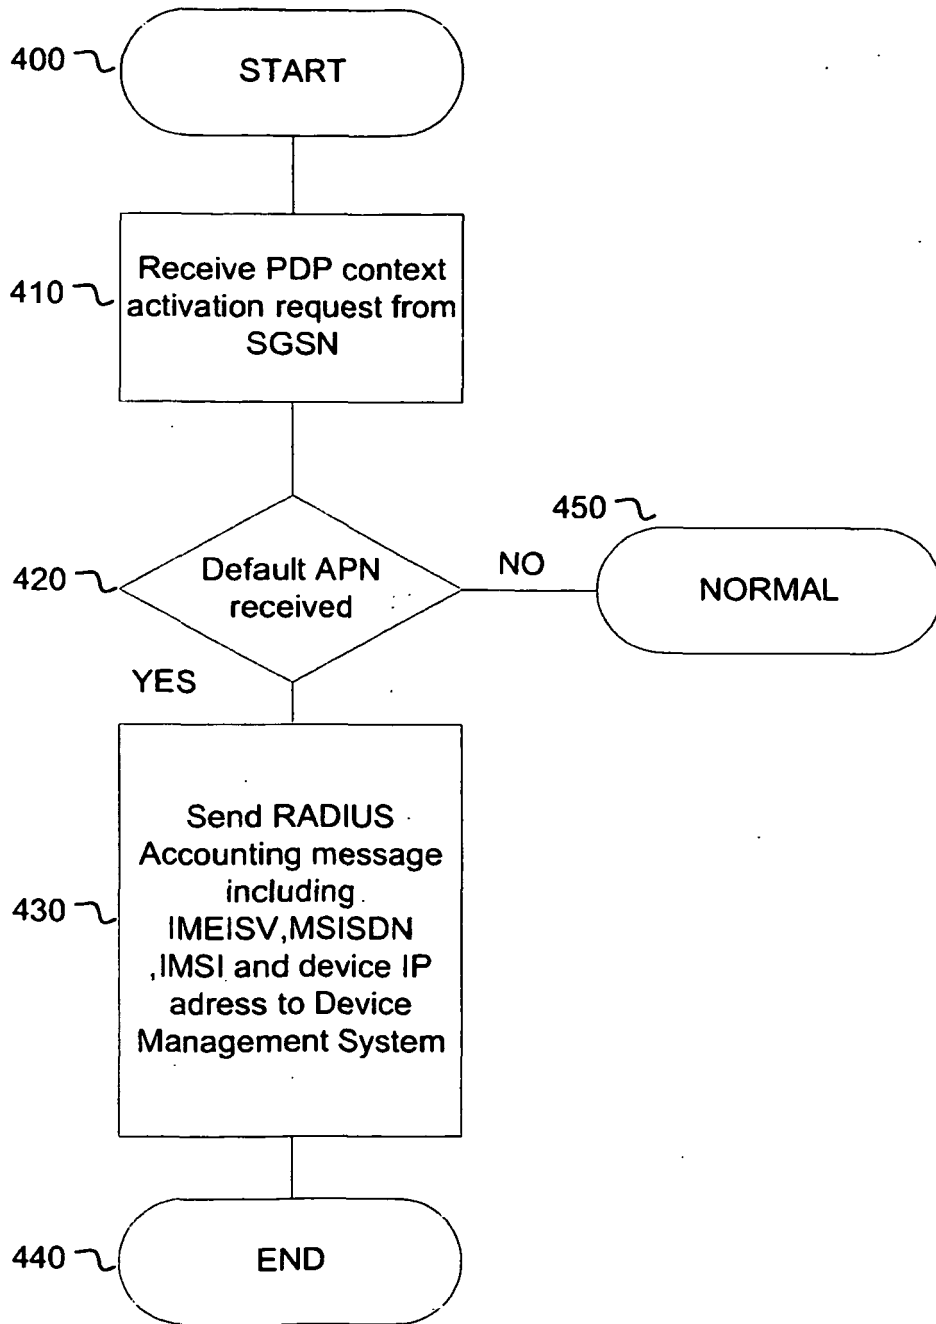 400
START
410
Receive PDP context
activation request from
SGSN
420
Default APN
received
NO
450
NORMAL
YES
430
Send RADIUS
Accounting message
including
IMEISV,MSISDN
,IMSI and device IP
adress to Device
Management System
440
END